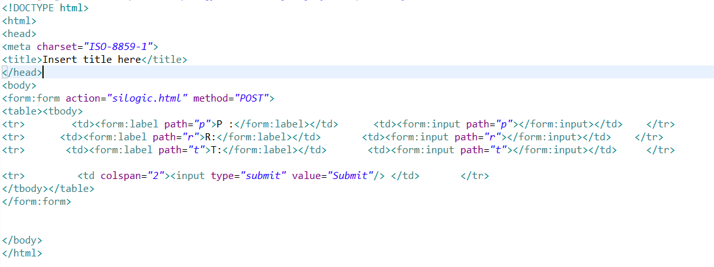 <!DOCTYPE html>
<html>
<head>
<meta charset="ISO-8859-1">
<title>Insert title here</title>
</head>
<body>
<form:form action="silogic.html" method="POST">
<table><tbody>
<tr>        <td><form:label path="p">P :</form:label></td>      <td><form:input path="p"></form:input></td>    </tr>
<tr>      <td><form:label path="r">R:</form:label></td>       <td><form:input path="r"></form:input></td>    </tr>
<tr>       <td><form:label path="t">T:</form:label></td>       <td><form:input path="t"></form:input></td>     </tr>
<tr>         <td colspan="2"><input type="submit" value="Submit"/> </td>       </tr>
</tbody></table>
</form:form>
</body>
</html>